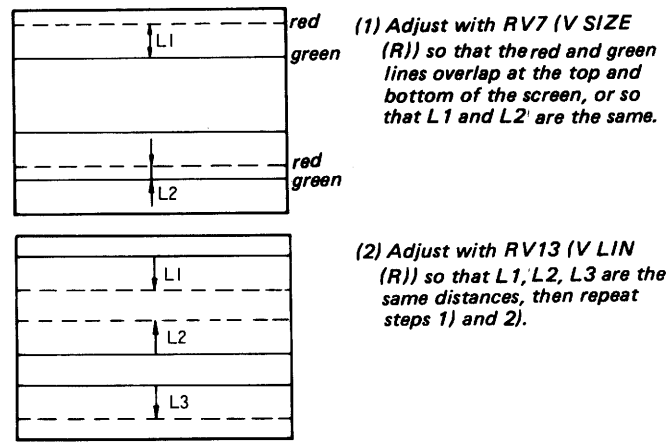 red
L1
green
red
green
L2
(1) Adjust with RV7 (V SIZE
(R)) so that the red and green
lines overlap at the top and
bottom of the screen, or so
that L1 and L2 are the same.
L1
L2
L3
(2) Adjust with RV13 (V LIN
(R)) so that L1, L2, L3 are the
same distances, then repeat
steps 1) and 2).